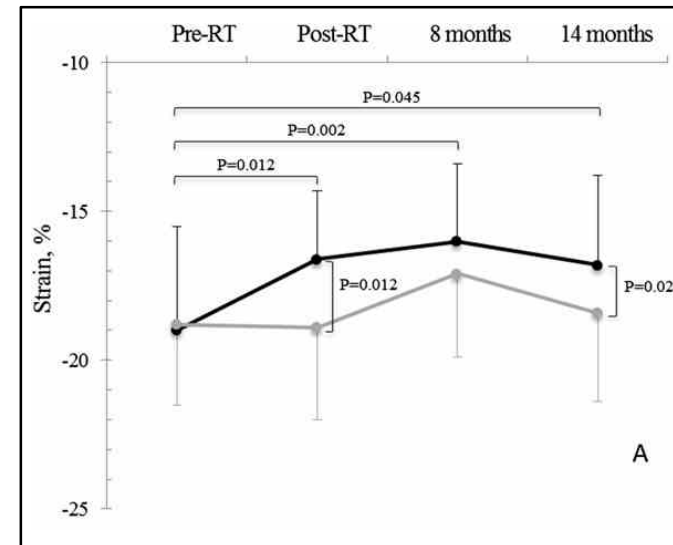 Pre-RT Post-RT 8 months 14 months
-10
P=0.045
P=0.002
P=0.012
-15
P=0.012
P=0.02
Strain, %
-20
A
-25